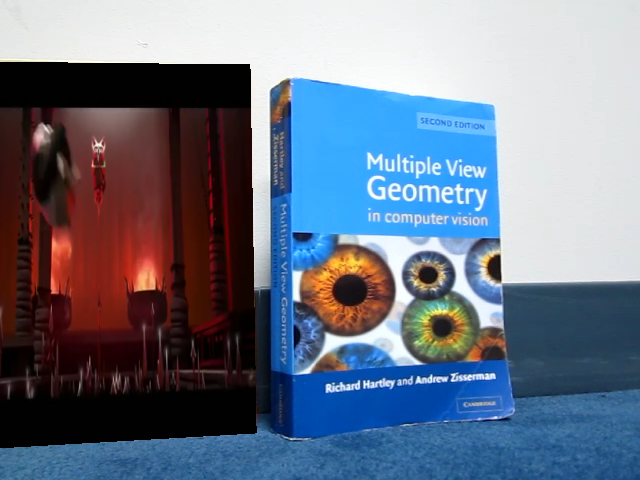 SECOND EDITION
Multiple View
Geometry
in computer vision
Richard Hartley and Andrew Zisserman
CAMBRIDGE
Hartley and
Zisserman
Multiple View Geometry